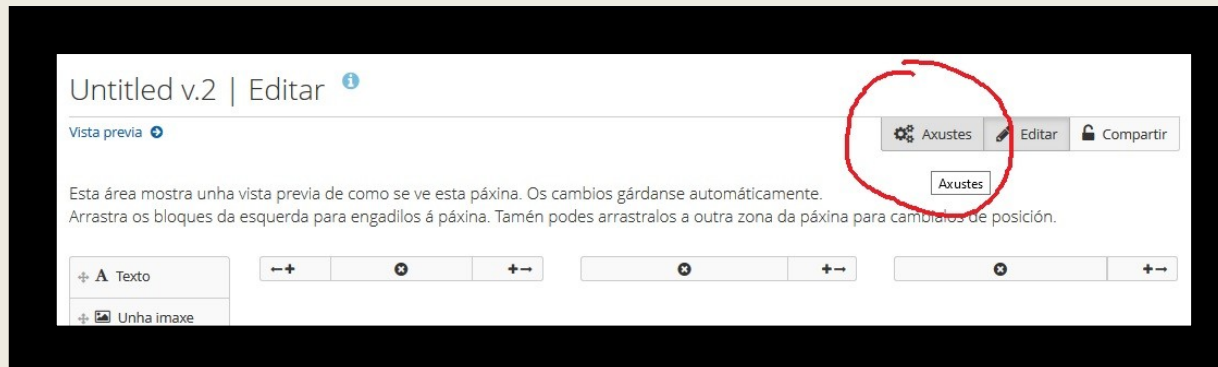 Untitled v.2 | Editar
Vista previa
Axustes Editar Compartir
Axustes
Esta área mostra unha vista previa de como se ve esta páxina. Os cambios gárdanse automáticamente.
Arrastra os bloques da esquerda para engadilos á páxina. Tamén podes arrastralos a outra zona da páxina para cambialos de posición.
Texto
Unha imaxe